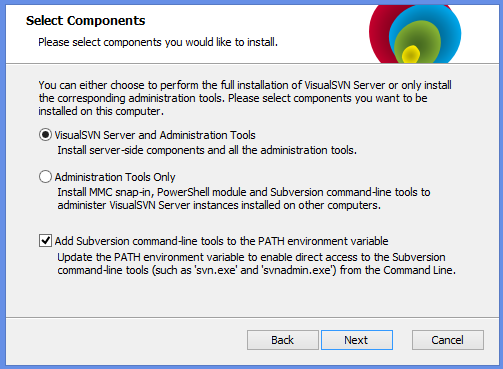 Select Components
Please select components you would like to install.
You can either choose to perform the full installation of VisualSVN Server or only install
the corresponding administration tools. Please select components you want to be
installed on this computer.
VisualSVN Server and Administration Tools
Install server-side components and all the administration tools.
Administration Tools Only
Install MMC snap-in, PowerShell module and Subversion command-line tools to
administer VisualSVN Server instances installed on other computers.
Add Subversion command-line tools to the PATH environment variable
Update the PATH environment variable to enable direct access to the Subversion
command-line tools (such as 'svn.exe' and 'svnadmin.exe') from the Command Line.
Back Next Cancel